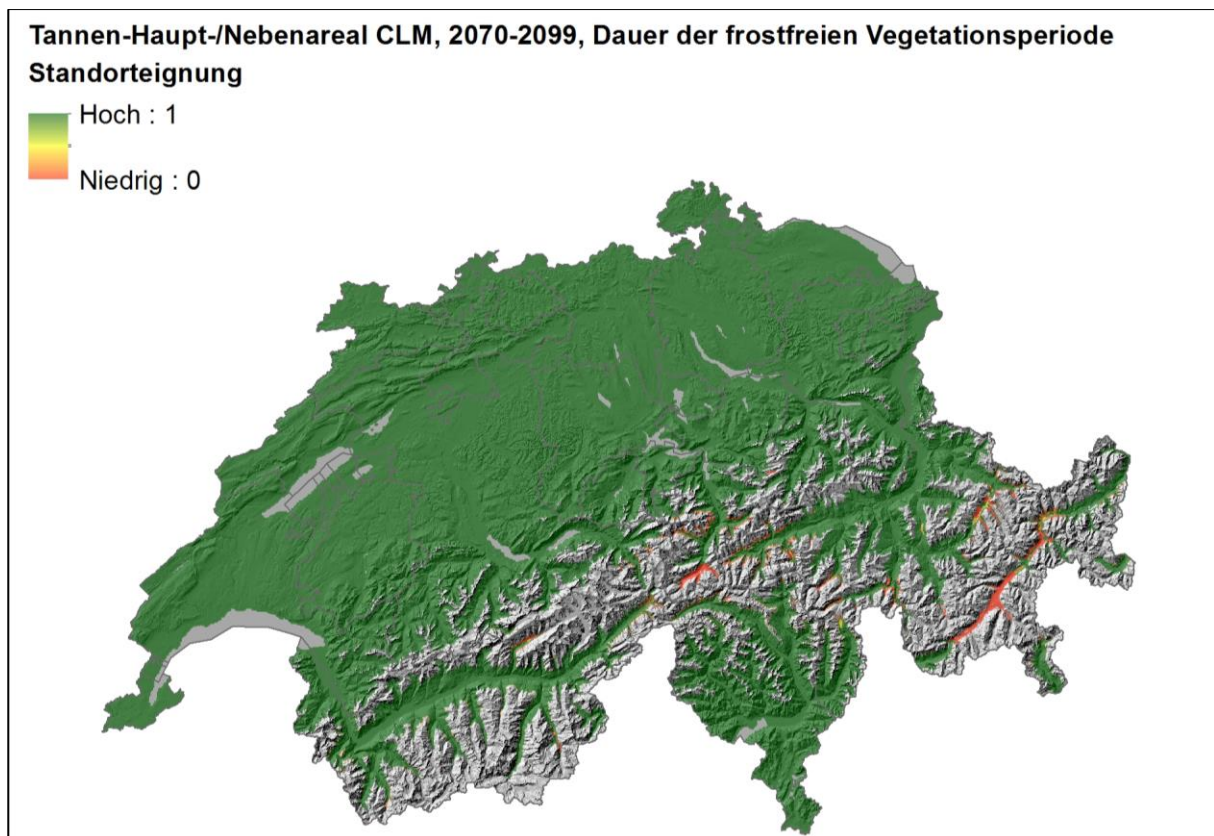 Tannen-Haupt-/Nebenareal CLM, 2070-2099, Dauer der frostfreien Vegetationsperiode
Standorteignung
Hoch : 1
Niedrig : 0